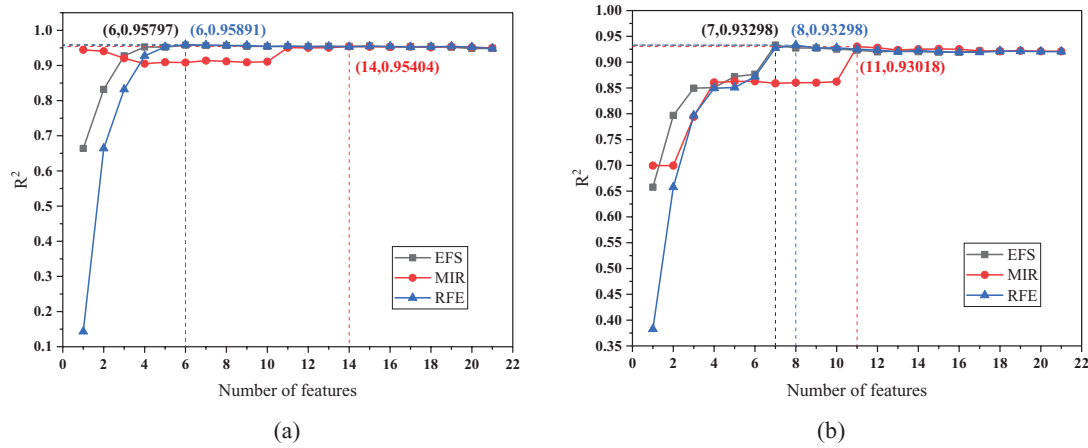 (6,0.95797)
(6,0.95891)
(14,0.95404)
1.0
0.9
0.8
0.7
0.6
0.5
0.4
0.3
0.2
0.1
R²
EFS
MIR
RFE
0 2 4 6 8 10 12 14 16 18 20 22
Number of features
(a)
(7,0.93298)
(8,0.93298)
(11,0.93018)
1.00
0.95
0.90
0.85
0.80
0.75
0.70
0.65
0.60
0.55
0.50
0.45
0.40
0.35
R²
EFS
MIR
RFE
0 2 4 6 8 10 12 14 16 18 20 22
Number of features
(b)